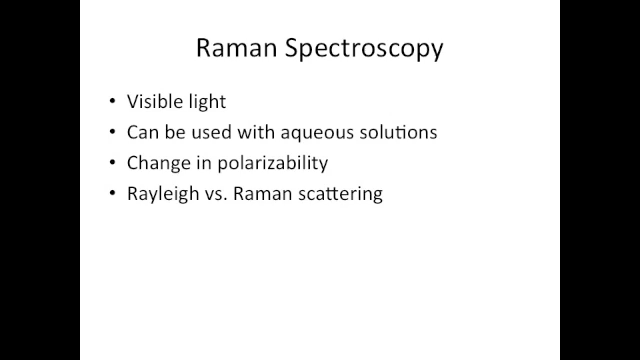 Raman Spectroscopy
• Visible light
• Can be used with aqueous solutions
• Change in polarizability
• Rayleigh vs. Raman scattering